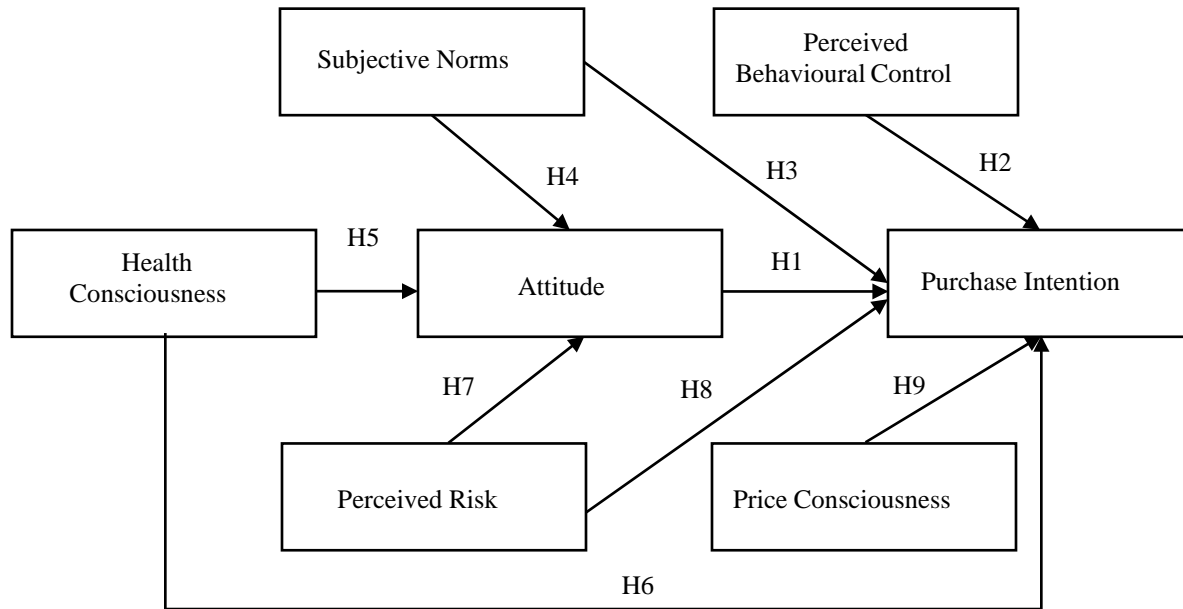 Subjective Norms
Perceived
Behavioural Control
H4
H3
H2
H5
H1
Health
Consciousness
Attitude
Purchase Intention
H7
H8
H9
Perceived Risk
Price Consciousness
H6